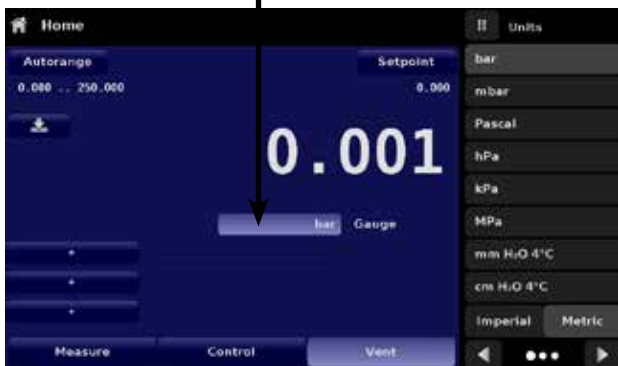 Home
Units
Autorange
Setpoint
0.000 .. 250.000
0.000
0.001
bar Gauge
+
+
+
Measure Control Vent
bar
mbar
Pascal
hPa
kPa
MPa
mm H₂O 4°C
cm H₂O 4°C
Imperial Metric